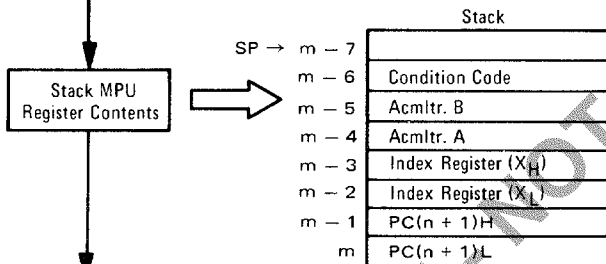 Stack
SP → m – 7
Stack MPU
Register Contents
m – 6 Condition Code
m – 5 Acmltr. B
m – 4 Acmltr. A
m – 3 Index Register (XH)
m – 2 Index Register (XL)
m – 1 PC(n + 1)H
m PC(n + 1)L
NOT